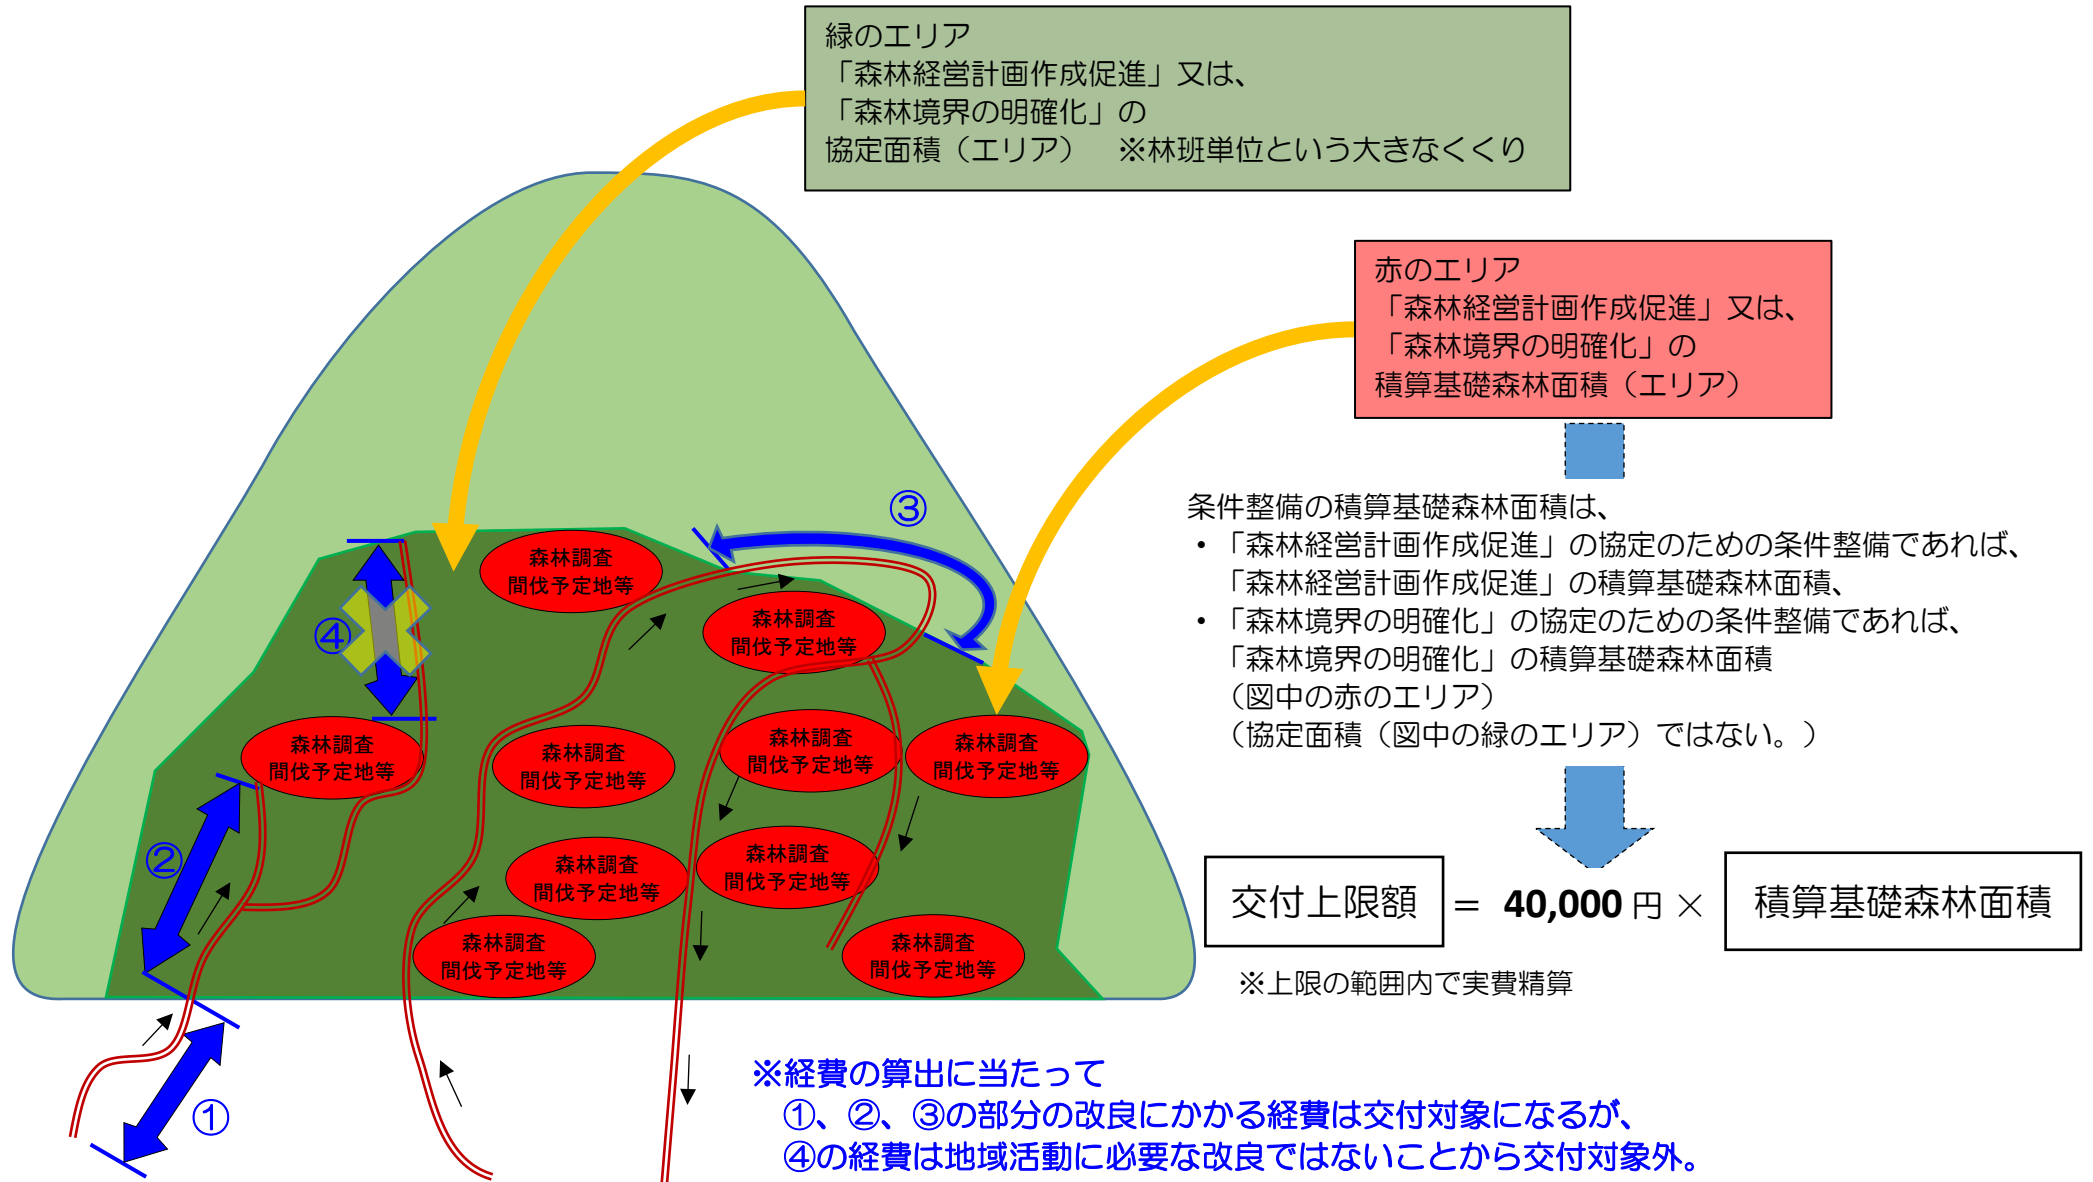 緑のエリア
「森林経営計画作成促進」又は、
「森林境界の明確化」の
協定面積（エリア）　※林班単位という大きなくくり
赤のエリア
「森林経営計画作成促進」又は、
「森林境界の明確化」の
積算基礎森林面積（エリア）
条件整備の積算基礎森林面積は、
・「森林経営計画作成促進」の協定のための条件整備であれば、
「森林経営計画作成促進」の積算基礎森林面積、
・「森林境界の明確化」の協定のための条件整備であれば、
「森林境界の明確化」の積算基礎森林面積
（図中の赤のエリア）
（協定面積（図中の緑のエリア）ではない。）
交付上限額 ＝ 40,000 円 × 積算基礎森林面積
※上限の範囲内で実費精算
③
森林調査
間伐予定地等
森林調査
間伐予定地等
④
森林調査
間伐予定地等
森林調査
間伐予定地等
森林調査
間伐予定地等
森林調査
間伐予定地等
②
森林調査
間伐予定地等
森林調査
間伐予定地等
森林調査
間伐予定地等
森林調査
間伐予定地等
①
※経費の算出に当たって
①、②、③の部分の改良にかかる経費は交付対象になるが、
④の経費は地域活動に必要な改良ではないことから交付対象外。